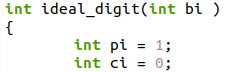 int ideal_digit(int bi )
{
int pi = 1;
int ci = 0;